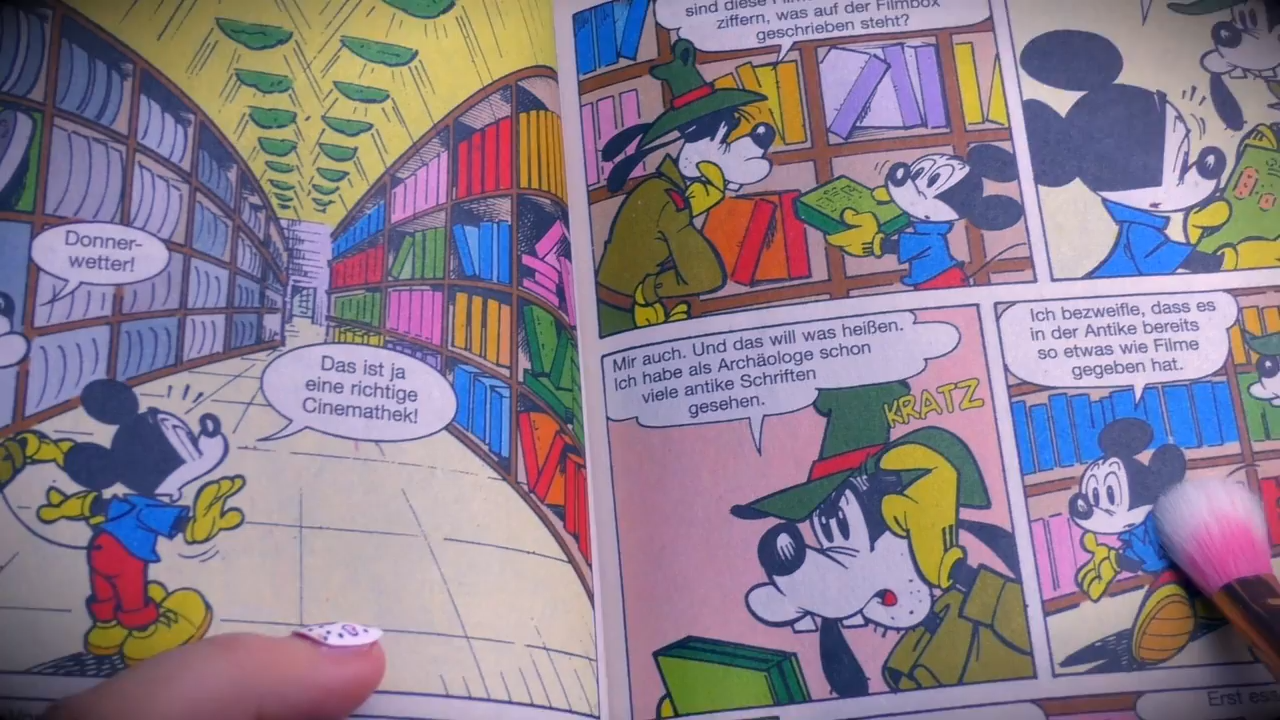 Donner-
wetter!
Das ist ja
eine richtige
Cinemathek!
sind diese
ziffern, was auf der Filmbox
geschrieben steht?
Mir auch. Und das will was heißen.
Ich habe als Archäologe schon
viele antike Schriften
gesehen.
KRATZ
Ich bezweifle, dass es
in der Antike bereits
so etwas wie Filme
gegeben hat.
Erst